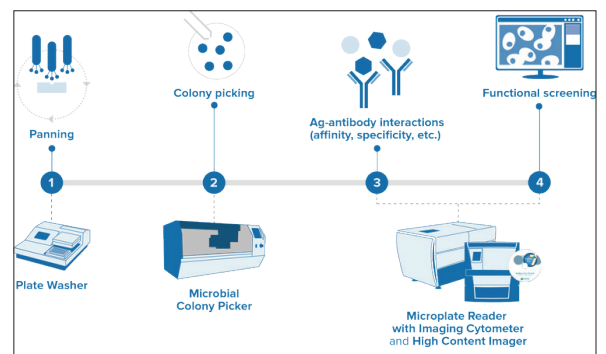 Panning
Colony picking
Ag-antibody interactions
(affinity, specificity, etc.)
Functional screening
1
2
3
4
Plate Washer
Microbial
Colony Picker
Microplate Reader
with Imaging Cytometer
and High Content Imager